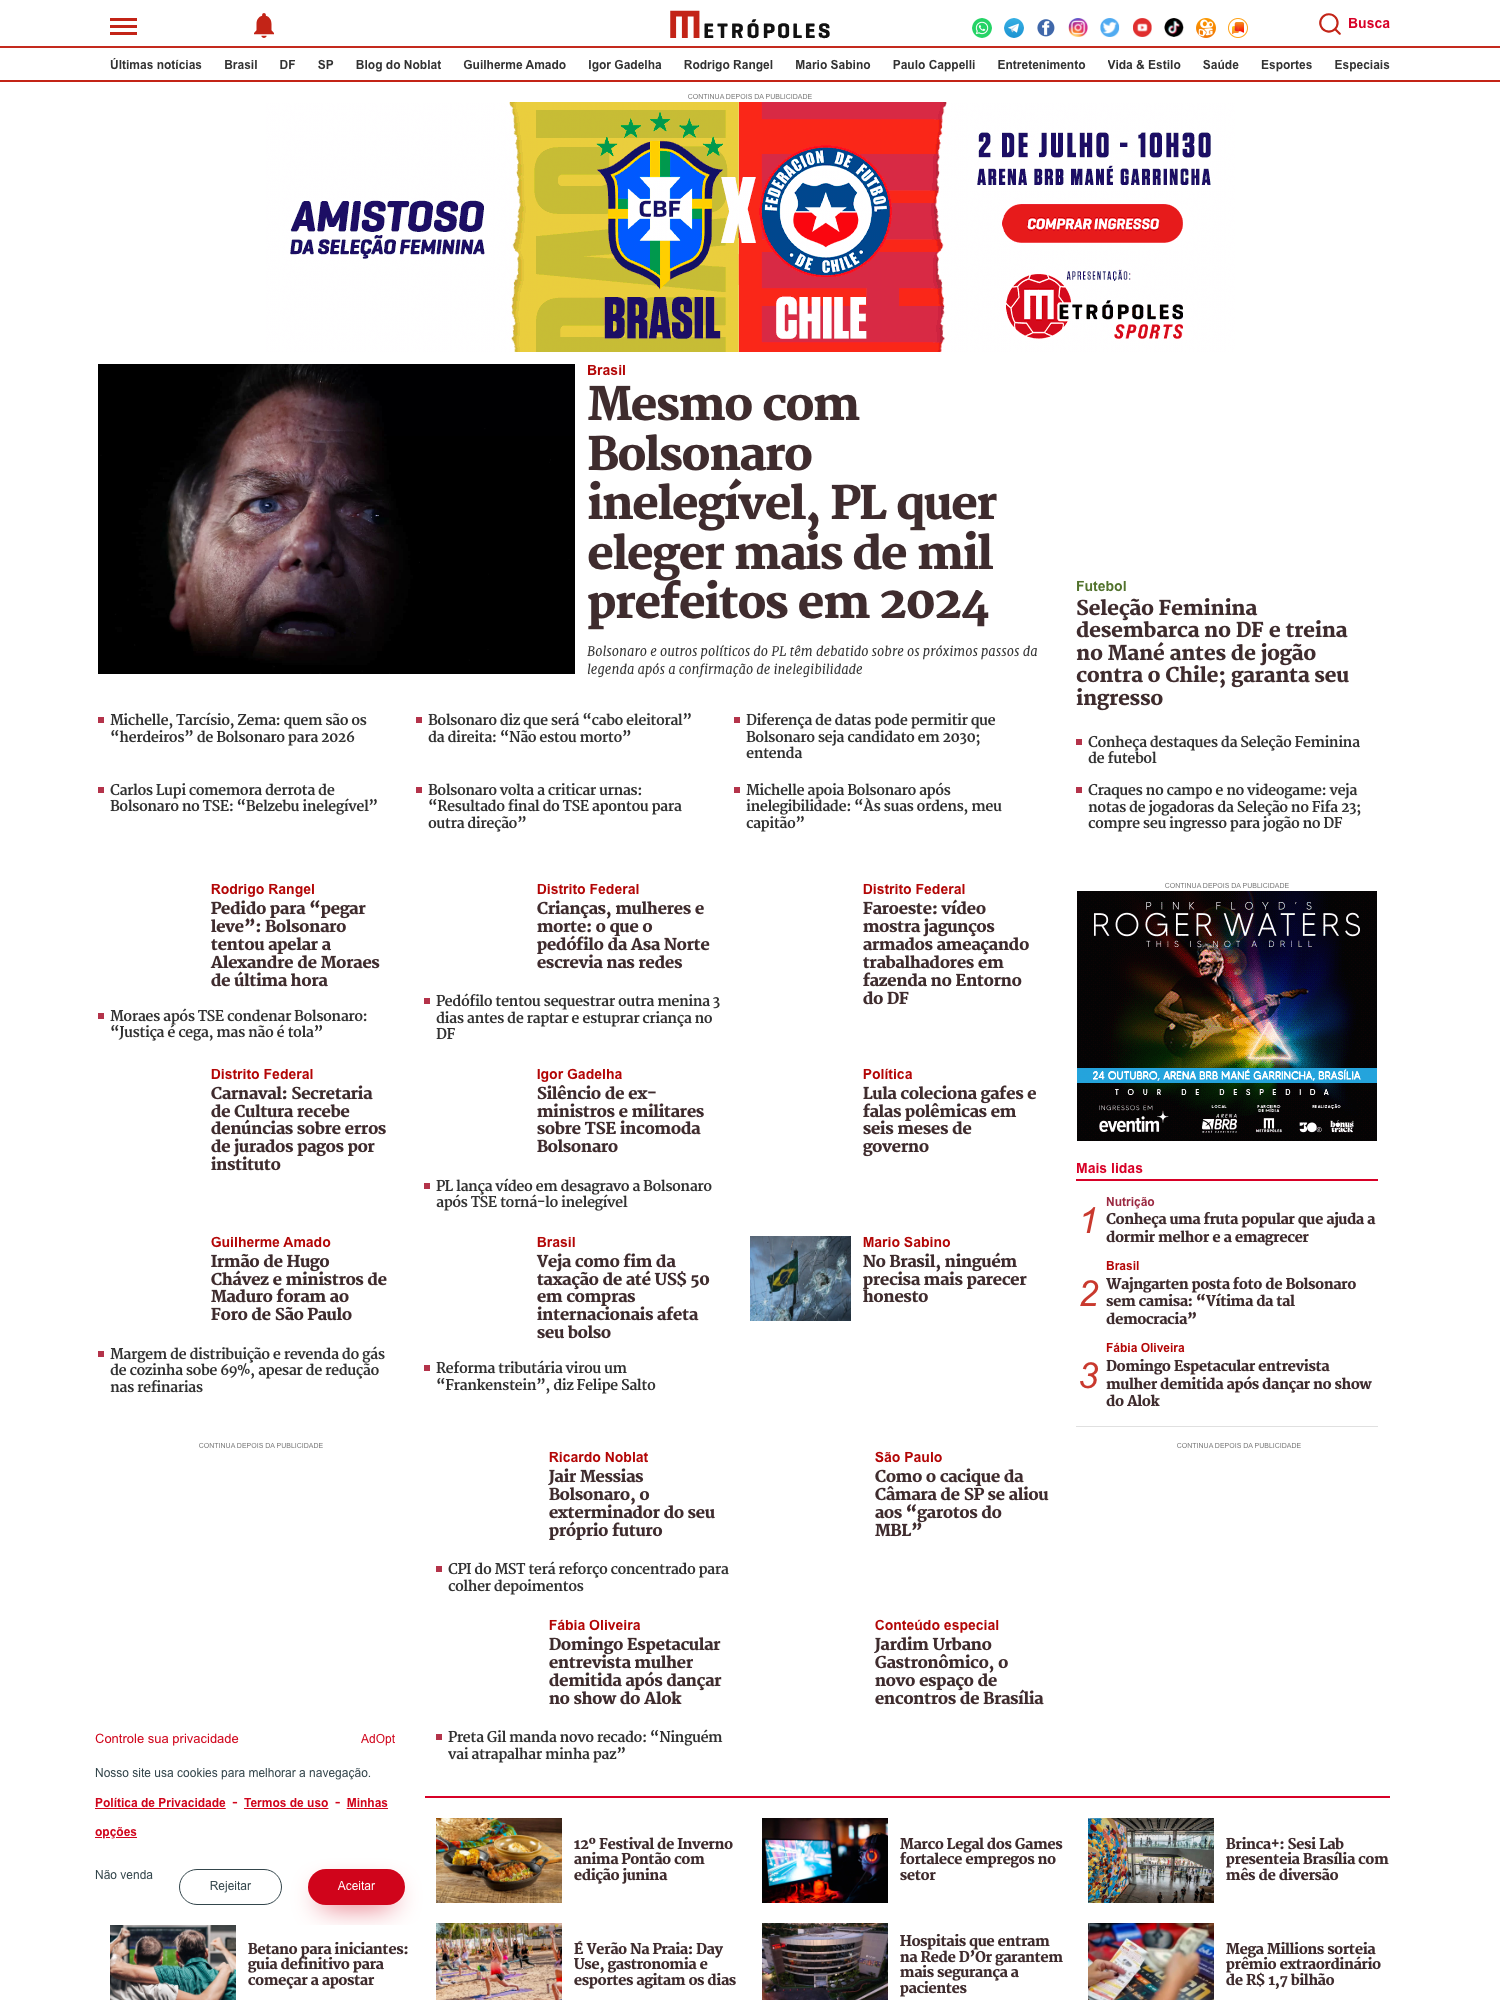 METRÓPOLES
Busca
Últimas notícias Brasil DF SP Blog do Noblat Guilherme Amado Igor Gadelha Rodrigo Rangel Mario Sabino Paulo Cappelli Entretenimento Vida & Estilo Saúde Esportes Especiais
CONTINUA DEPOIS DA PUBLICIDADE
AMISTOSO
DA SELEÇÃO FEMININA
CBF
X
FEDERACION DE FUTBOL
· DE CHILE ·
BRASIL
CHILE
2 DE JULHO - 10H30
ARENA BRB MANÉ GARRINCHA
COMPRAR INGRESSO
APRESENTAÇÃO:
METRÓPOLES
SPORTS
Brasil
Mesmo com
Bolsonaro
inelegível, PL quer
eleger mais de mil
prefeitos em 2024
Bolsonaro e outros políticos do PL têm debatido sobre os próximos passos da
legenda após a confirmação de inelegibilidade
Futebol
Seleção Feminina
desembarca no DF e treina
no Mané antes de jogão
contra o Chile; garanta seu
ingresso
Michelle, Tarcísio, Zema: quem são os
“herdeiros” de Bolsonaro para 2026
Bolsonaro diz que será “cabo eleitoral”
da direita: “Não estou morto”
Diferença de datas pode permitir que
Bolsonaro seja candidato em 2030;
entenda
Conheça destaques da Seleção Feminina
de futebol
Carlos Lupi comemora derrota de
Bolsonaro no TSE: “Belzebu inelegível”
Bolsonaro volta a criticar urnas:
“Resultado final do TSE apontou para
outra direção”
Michelle apoia Bolsonaro após
inelegibilidade: “Às suas ordens, meu
capitão”
Craques no campo e no videogame: veja
notas de jogadoras da Seleção no Fifa 23;
compre seu ingresso para jogão no DF
Rodrigo Rangel
Pedido para “pegar
leve”: Bolsonaro
tentou apelar a
Alexandre de Moraes
de última hora
Moraes após TSE condenar Bolsonaro:
“Justiça é cega, mas não é tola”
Distrito Federal
Crianças, mulheres e
morte: o que o
pedófilo da Asa Norte
escrevia nas redes
Pedófilo tentou sequestrar outra menina 3
dias antes de raptar e estuprar criança no
DF
Distrito Federal
Faroeste: vídeo
mostra jagunços
armados ameaçando
trabalhadores em
fazenda no Entorno
do DF
CONTINUA DEPOIS DA PUBLICIDADE
PINK FLOYD'S
ROGER WATERS
THIS IS NOT A DRILL
24 OUTUBRO, ARENA BRB MANÉ GARRINCHA, BRASÍLIA
TOUR DE DESPEDIDA
INGRESSOS EM
eventim
LOCAL
ARENA
BRB
PARCEIRO
DE MÍDIA
METRÓPOLES
REALIZAÇÃO
30e
bonus
track
Distrito Federal
Carnaval: Secretaria
de Cultura recebe
denúncias sobre erros
de jurados pagos por
instituto
Igor Gadelha
Silêncio de ex-
ministros e militares
sobre TSE incomoda
Bolsonaro
PL lança vídeo em desagravo a Bolsonaro
após TSE torná-lo inelegível
Política
Lula coleciona gafes e
falas polêmicas em
seis meses de
governo
Mais lidas
1
Nutrição
Conheça uma fruta popular que ajuda a
dormir melhor e a emagrecer
2
Brasil
Wajngarten posta foto de Bolsonaro
sem camisa: “Vítima da tal
democracia”
3
Fábia Oliveira
Domingo Espetacular entrevista
mulher demitida após dançar no show
do Alok
Guilherme Amado
Irmão de Hugo
Chávez e ministros de
Maduro foram ao
Foro de São Paulo
Margem de distribuição e revenda do gás
de cozinha sobe 69%, apesar de redução
nas refinarias
Brasil
Veja como fim da
taxação de até US$ 50
em compras
internacionais afeta
seu bolso
Reforma tributária virou um
“Frankenstein”, diz Felipe Salto
Mario Sabino
No Brasil, ninguém
precisa mais parecer
honesto
CONTINUA DEPOIS DA PUBLICIDADE
CONTINUA DEPOIS DA PUBLICIDADE
Ricardo Noblat
Jair Messias
Bolsonaro, o
exterminador do seu
próprio futuro
CPI do MST terá reforço concentrado para
colher depoimentos
São Paulo
Como o cacique da
Câmara de SP se aliou
aos “garotos do
MBL”
Fábia Oliveira
Domingo Espetacular
entrevista mulher
demitida após dançar
no show do Alok
Preta Gil manda novo recado: “Ninguém
vai atrapalhar minha paz”
Conteúdo especial
Jardim Urbano
Gastronômico, o
novo espaço de
encontros de Brasília
Controle sua privacidade
AdOpt
Nosso site usa cookies para melhorar a navegação.
Política de Privacidade - Termos de uso - Minhas
opções
Não venda
Rejeitar
Aceitar
12º Festival de Inverno
anima Pontão com
edição junina
Marco Legal dos Games
fortalece empregos no
setor
Brinca+: Sesi Lab
presenteia Brasília com
mês de diversão
Betano para iniciantes:
guia definitivo para
começar a apostar
É Verão Na Praia: Day
Use, gastronomia e
esportes agitam os dias
Hospitais que entram
na Rede D’Or garantem
mais segurança a
pacientes
Mega Millions sorteia
prêmio extraordinário
de R$ 1,7 bilhão